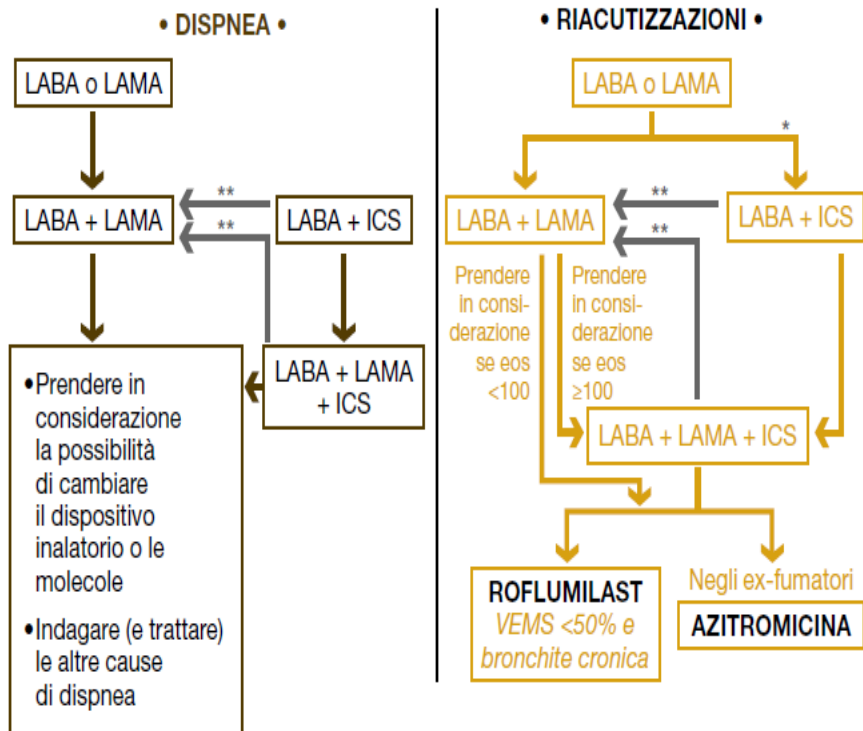 • DISPNEA •
LABA o LAMA
LABA + LAMA
**
**
LABA + ICS
LABA + LAMA
+ ICS
•Prendere in
considerazione
la possibilità
di cambiare
il dispositivo
inalatorio o le
molecole
•Indagare (e trattare)
le altre cause
di dispnea
• RIACUTIZZAZIONI •
LABA o LAMA
*
LABA + LAMA
**
**
LABA + ICS
Prendere
in consi-
derazione
se eos
<100
Prendere
in consi-
derazione
se eos
≥100
LABA + LAMA + ICS
ROFLUMILAST
VEMS <50% e
bronchite cronica
Negli ex-fumatori
AZITROMICINA